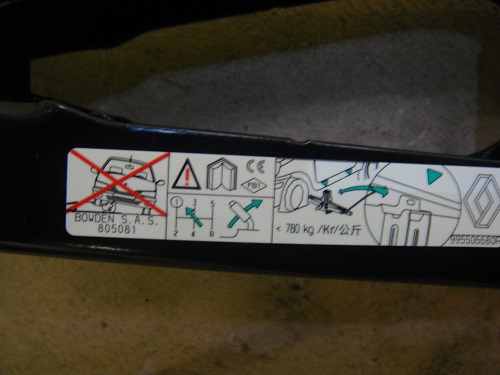 BOWDEN S.A.S.
805081
CE
1 3 5
2 4 R
< 780 kg /Kr/公斤
995506680R